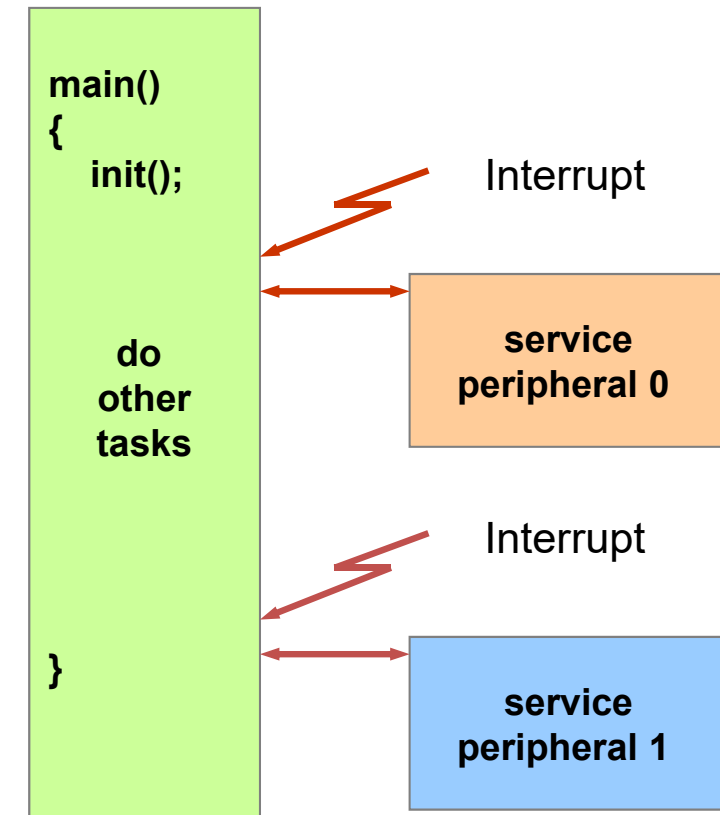 main()
{
init();
Interrupt
service
peripheral 0
do
other
tasks
Interrupt
}
service
peripheral 1